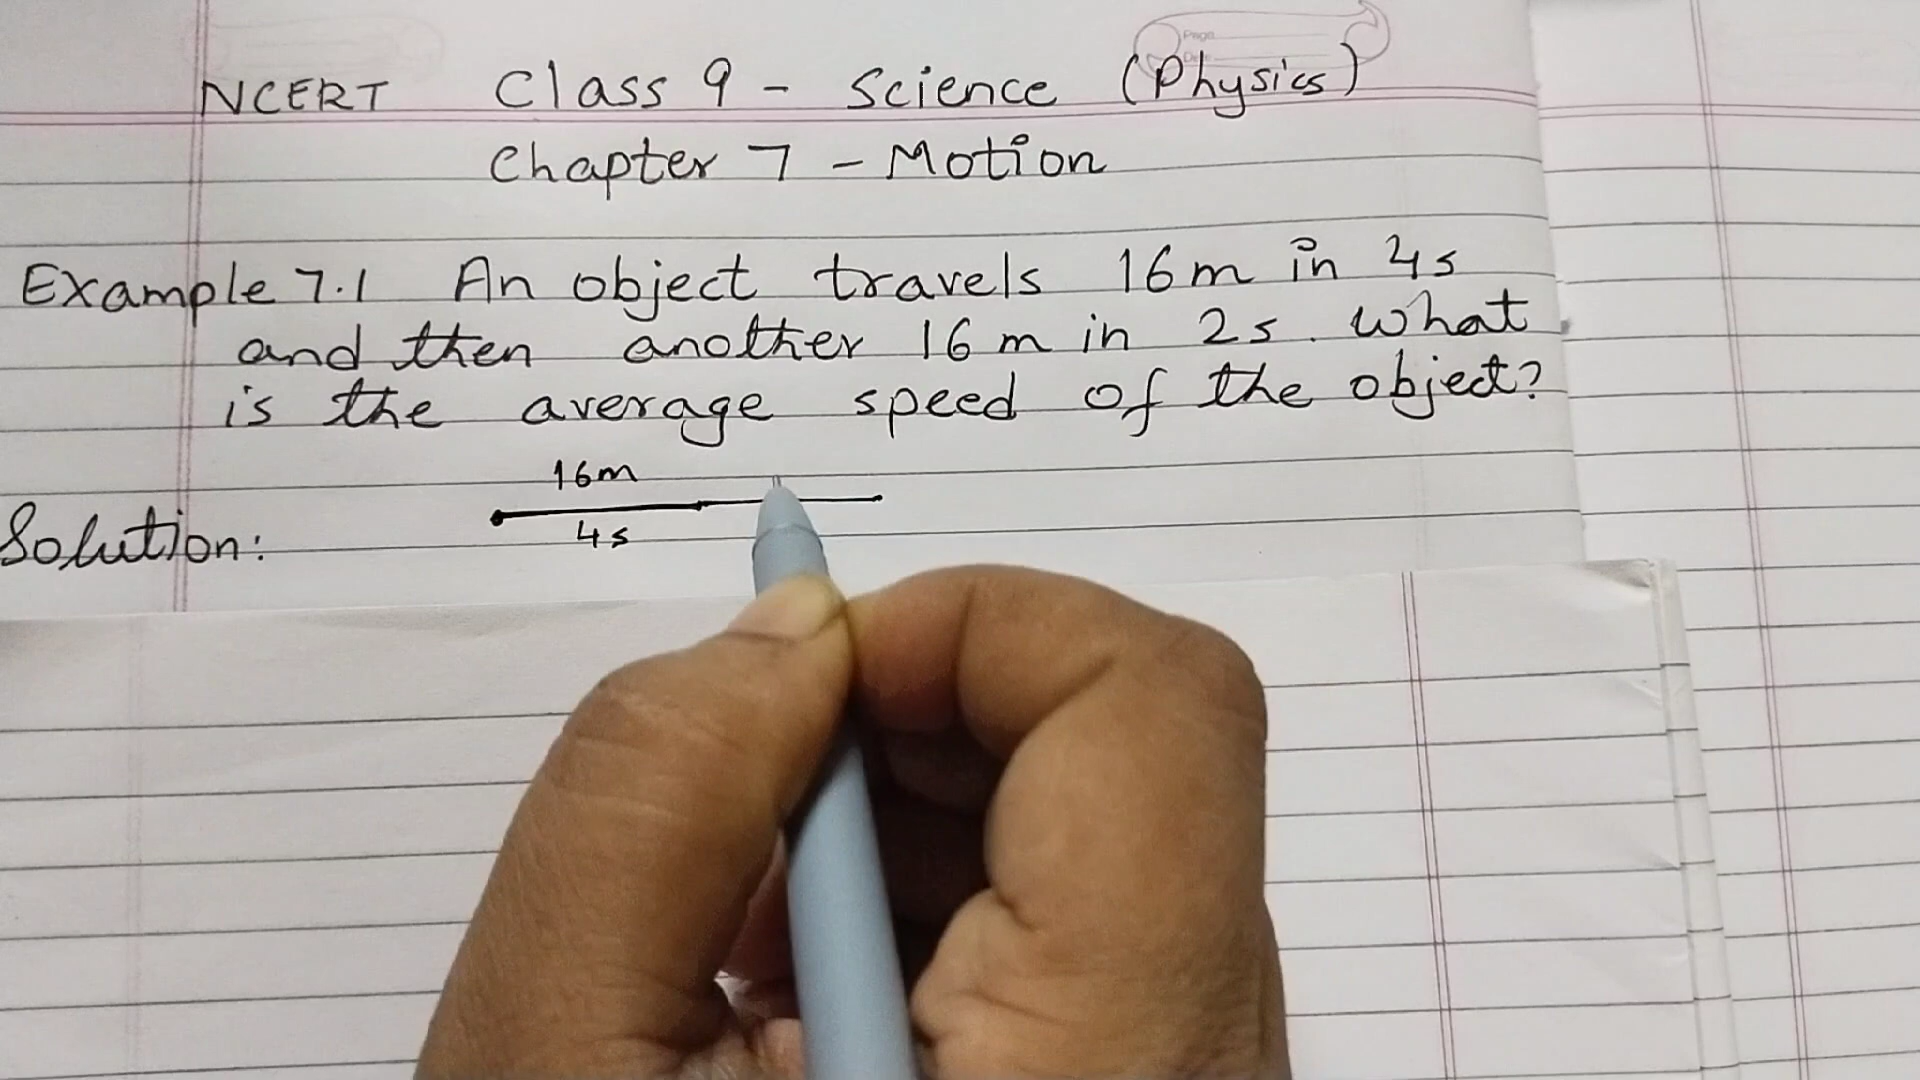 Page
NCERT Class 9 - Science (Physics)
Chapter 7 - Motion
Example 7.1 An object travels 16m in 4s
and then another 16 m in 2s. What
is the average speed of the object?
16m
4s
Solution: